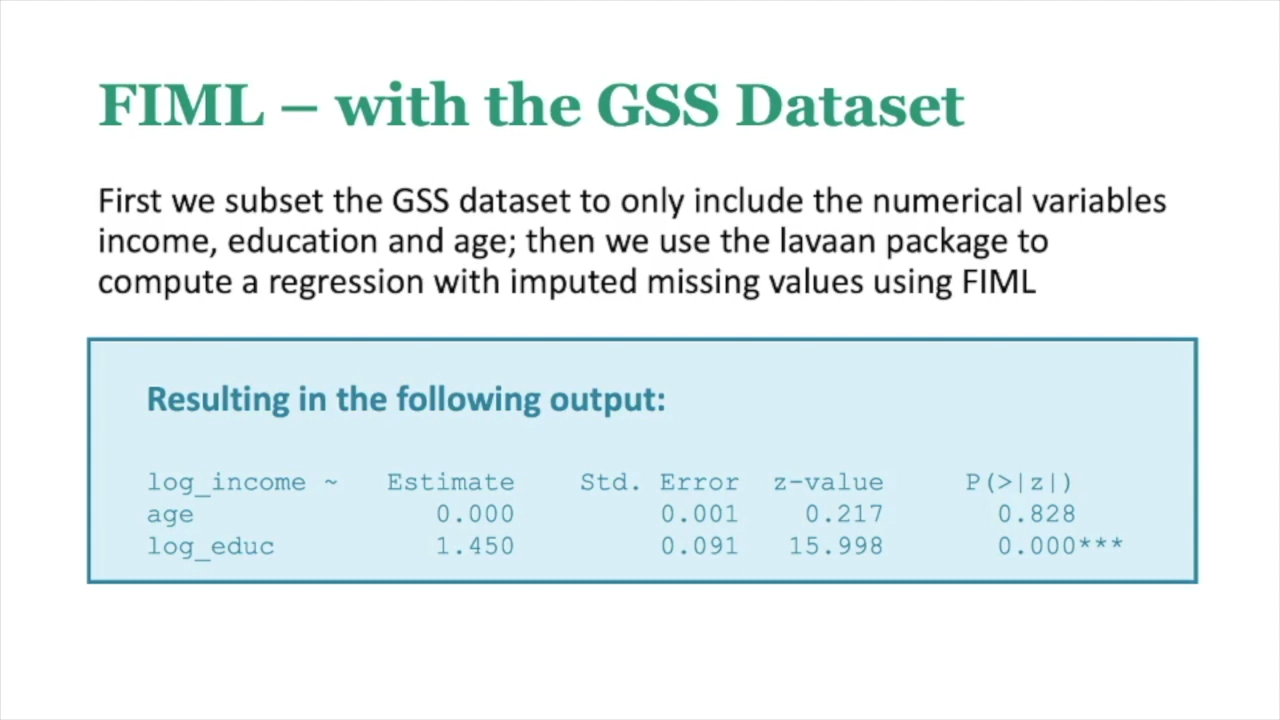 FIML – with the GSS Dataset
First we subset the GSS dataset to only include the numerical variables
income, education and age; then we use the lavaan package to
compute a regression with imputed missing values using FIML
Resulting in the following output:
log_income ~ Estimate Std. Error z-value P(>|z|)
age 0.000 0.001 0.217 0.828
log_educ 1.450 0.091 15.998 0.000***